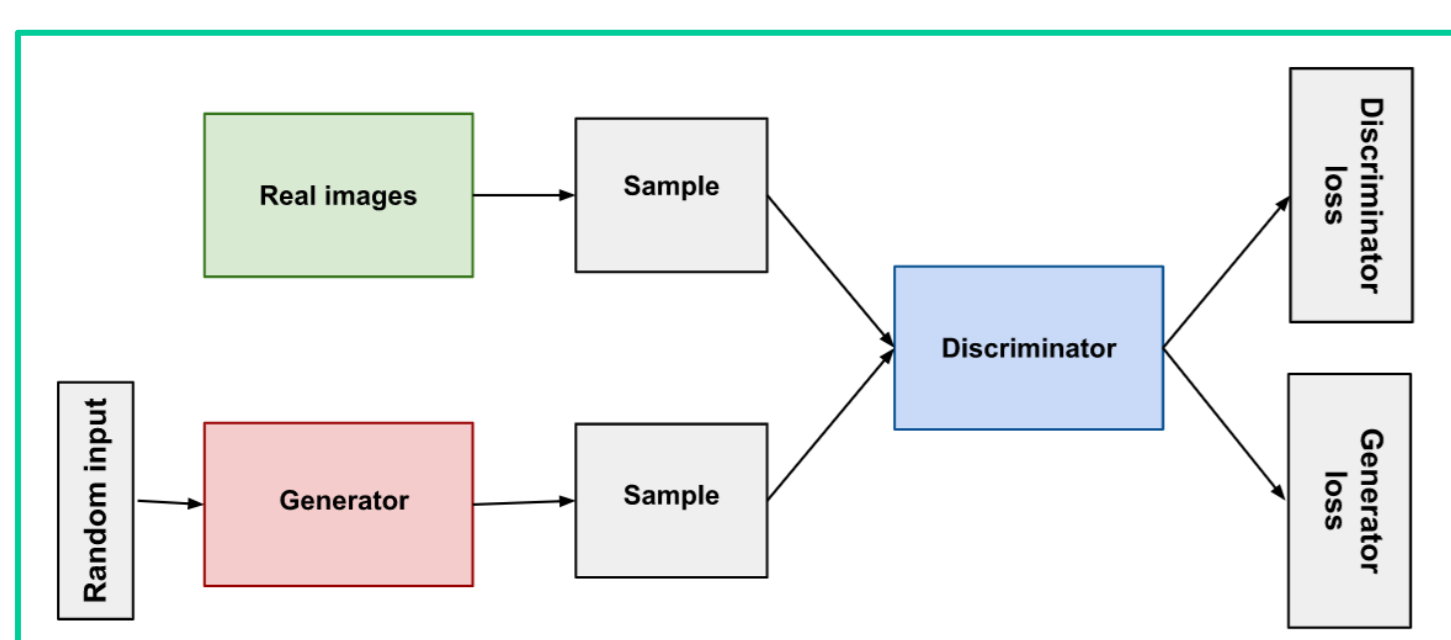 Real images
Sample
Discriminator
loss
Discriminator
Random input
Generator
Sample
Generator
loss